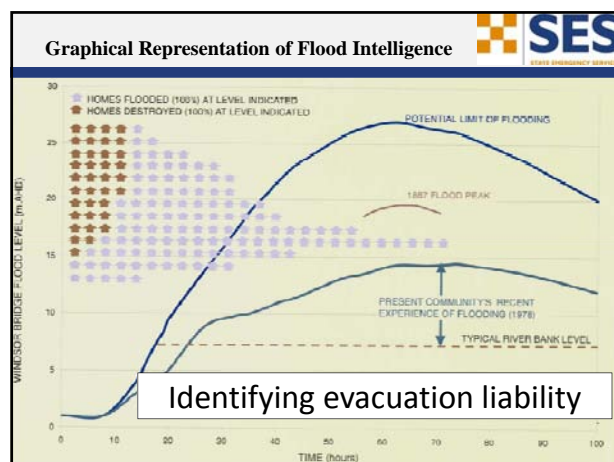 Graphical Representation of Flood Intelligence
SES
STATE EMERGENCY SERVICE
HOMES FLOODED (100%) AT LEVEL INDICATED
HOMES DESTROYED (100%) AT LEVEL INDICATED
POTENTIAL LIMIT OF FLOODING
1867 FLOOD PEAK
PRESENT COMMUNITY'S RECENT
EXPERIENCE OF FLOODING (1978)
TYPICAL RIVER BANK LEVEL
WINDSOR BRIDGE FLOOD LEVEL [m.AHD]
30
25
20
15
10
5
0
Identifying evacuation liability
0 10 20 30 40 50 60 70 80 90 100
TIME (hours)